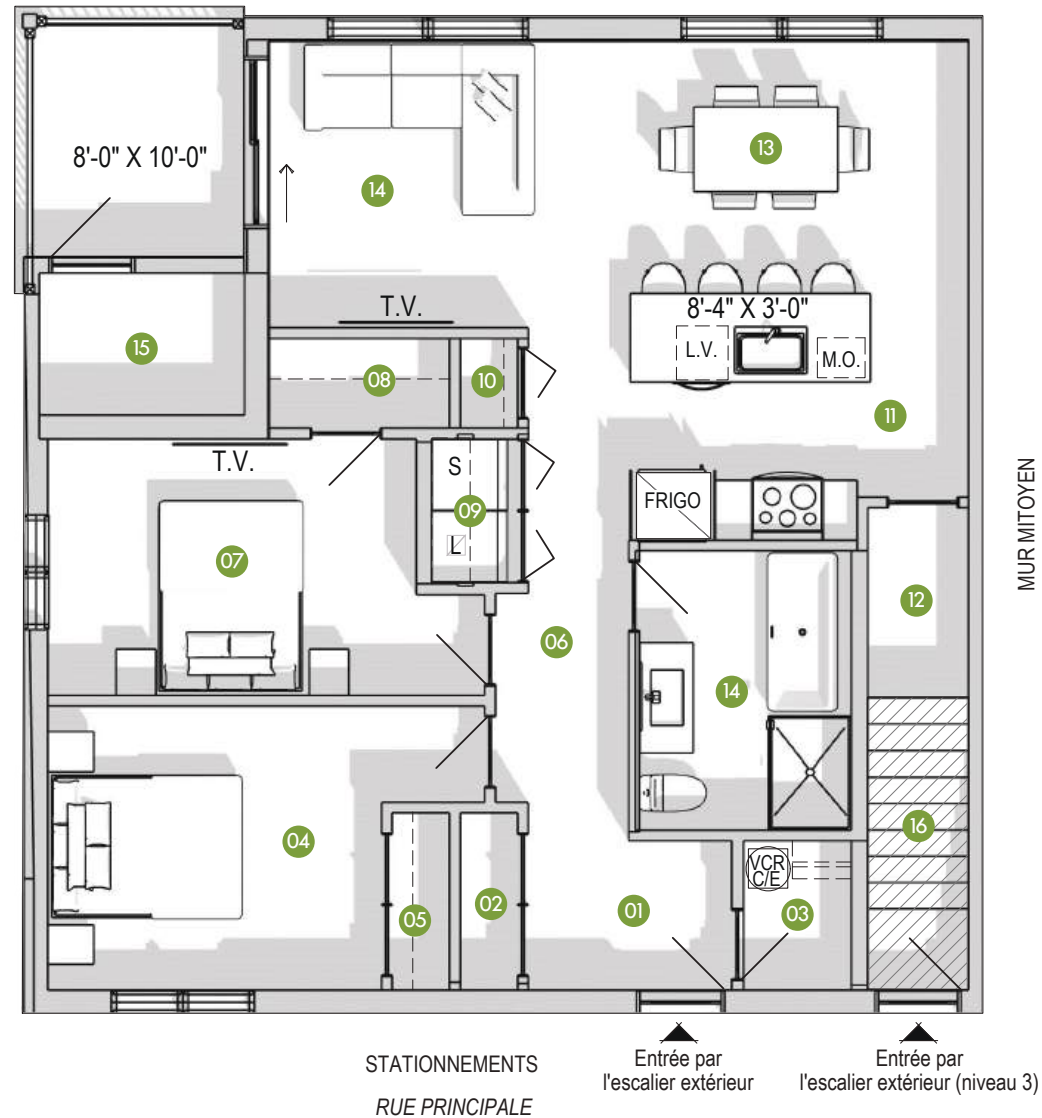 8'-0" X 10'-0"
14
13
T.V.
8'-4" X 3'-0"
L.V.
M.O.
15
08
10
11
T.V.
S
09
L
FRIGO
MUR MITOYEN
07
12
06
14
04
16
VCR
C/E
05
02
01
03
STATIONNEMENTS
RUE PRINCIPALE
Entrée par
l'escalier extérieur
Entrée par
l'escalier extérieur (niveau 3)